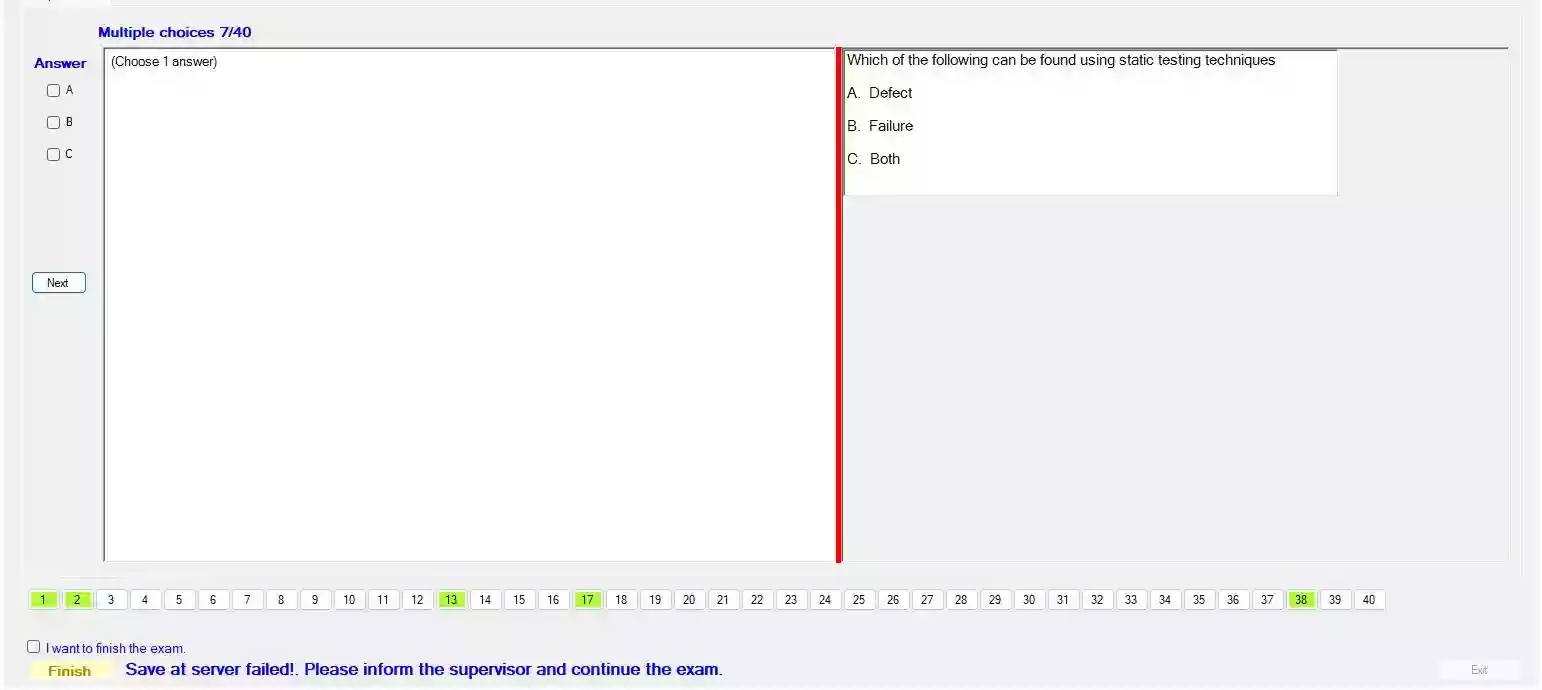 Multiple choices 7/40
Answer
(Choose 1 answer)
A
B
C
Next
Which of the following can be found using static testing techniques
A. Defect
B. Failure
C. Both
1 2 3 4 5 6 7 8 9 10 11 12 13 14 15 16 17 18 19 20 21 22 23 24 25 26 27 28 29 30 31 32 33 34 35 36 37 38 39 40
I want to finish the exam.
Finish Save at server failed!. Please inform the supervisor and continue the exam.
Exit